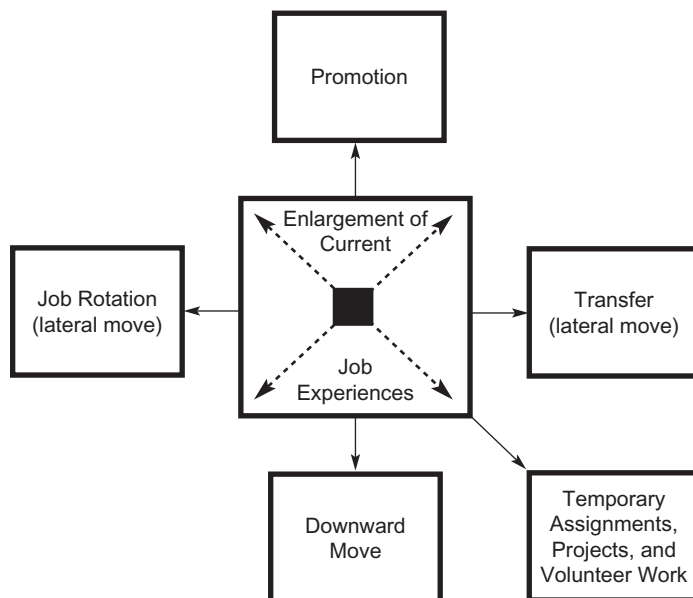 Promotion
Enlargement of
Current
Job Rotation
(lateral move)
Transfer
(lateral move)
Job
Experiences
Downward
Move
Temporary
Assignments,
Projects, and
Volunteer Work